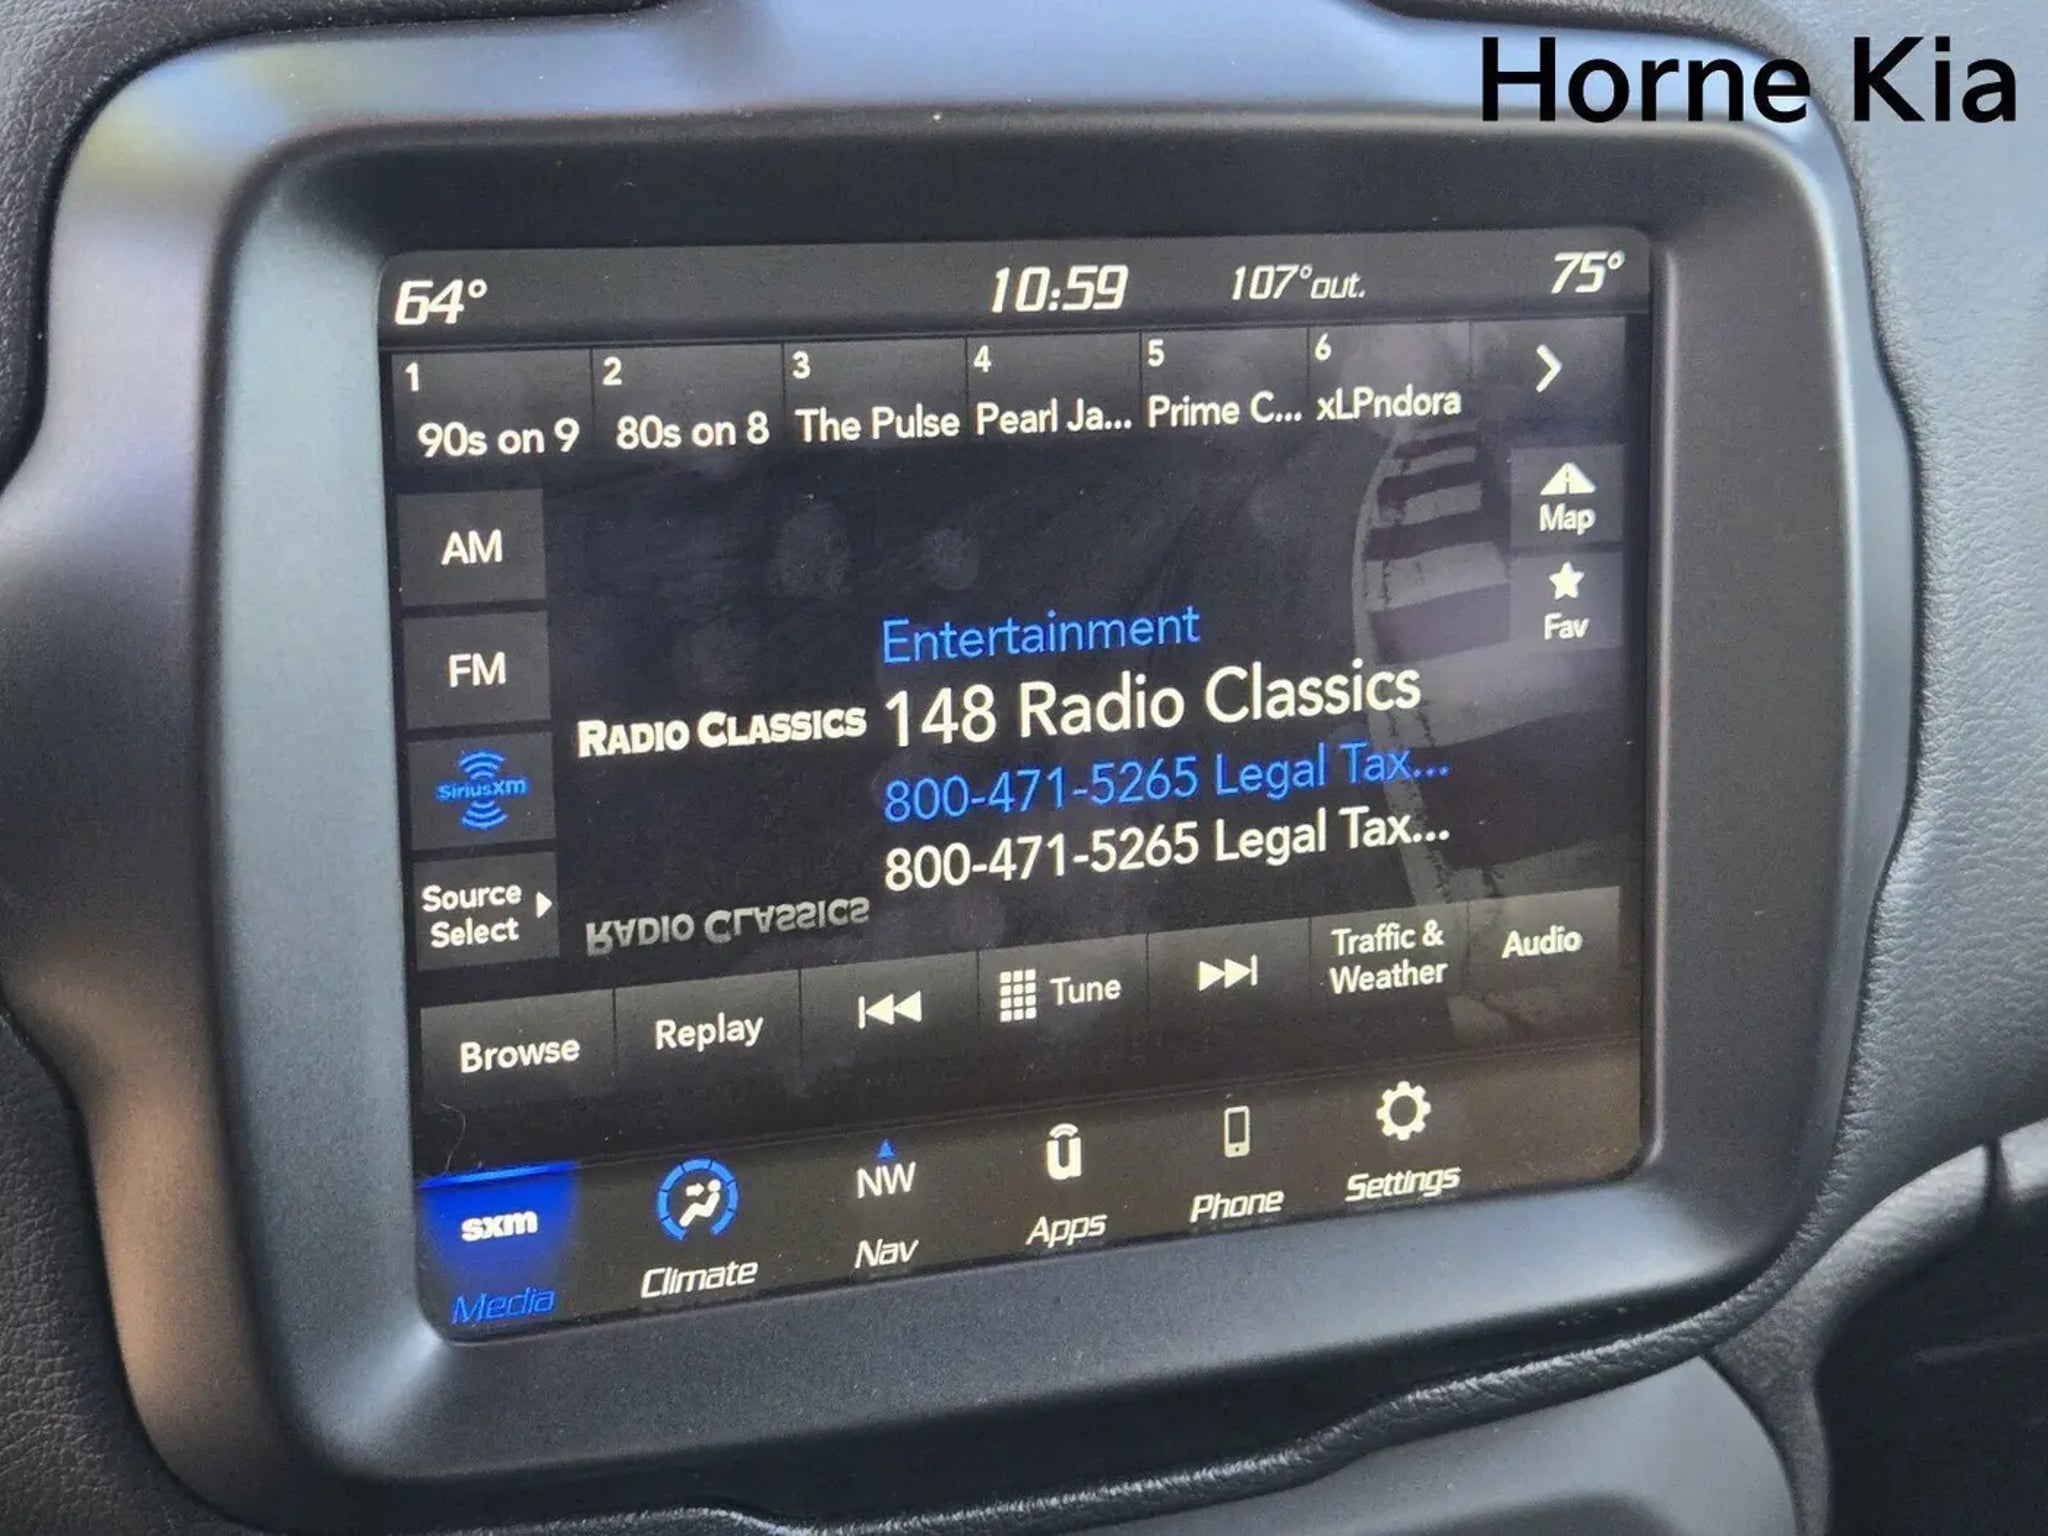 Horne Kia
64° 10:59 107° out. 75°
1 2 3 4 5 6
90s on 9 80s on 8 The Pulse Pearl Ja... Prime C... xLPndora
AM
FM
siriusxm
Source
Select
Map
Fav
Entertainment
RADIO CLASSICS 148 Radio Classics
800-471-5265 Legal Tax...
800-471-5265 Legal Tax...
RADIO CLASSICS
Browse Replay Tune Traffic &
Weather Audio
sxm NW u
Media Climate Nav Apps Phone Settings